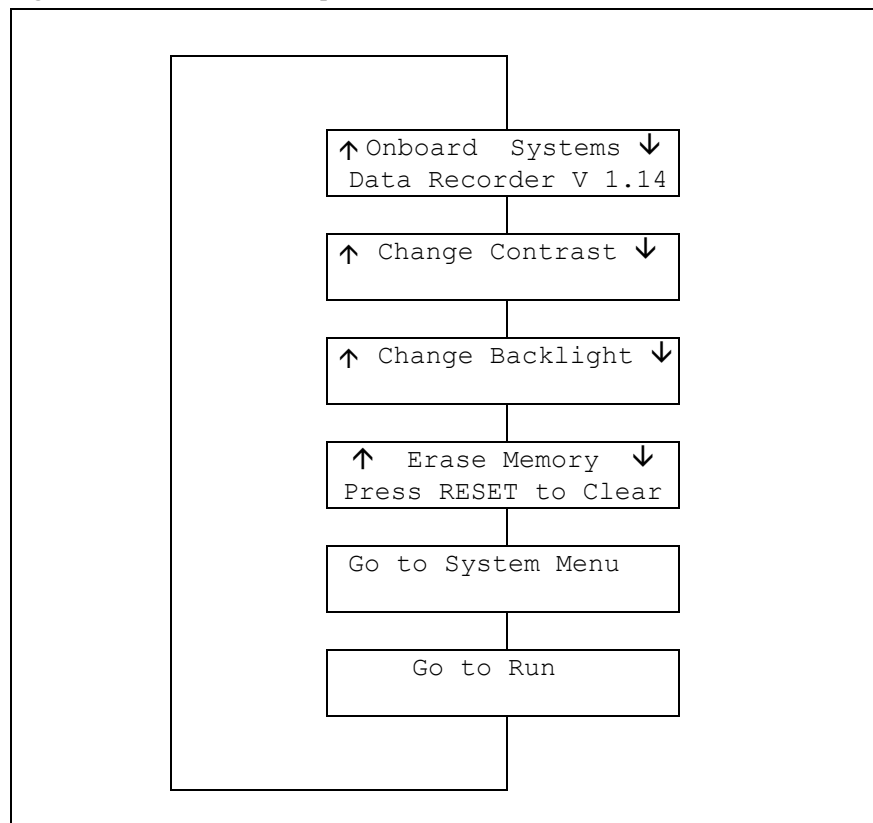 ↑ Onboard Systems ↓
Data Recorder V 1.14
↑ Change Contrast ↓
↑ Change Backlight ↓
↑ Erase Memory ↓
Press RESET to Clear
Go to System Menu
Go to Run